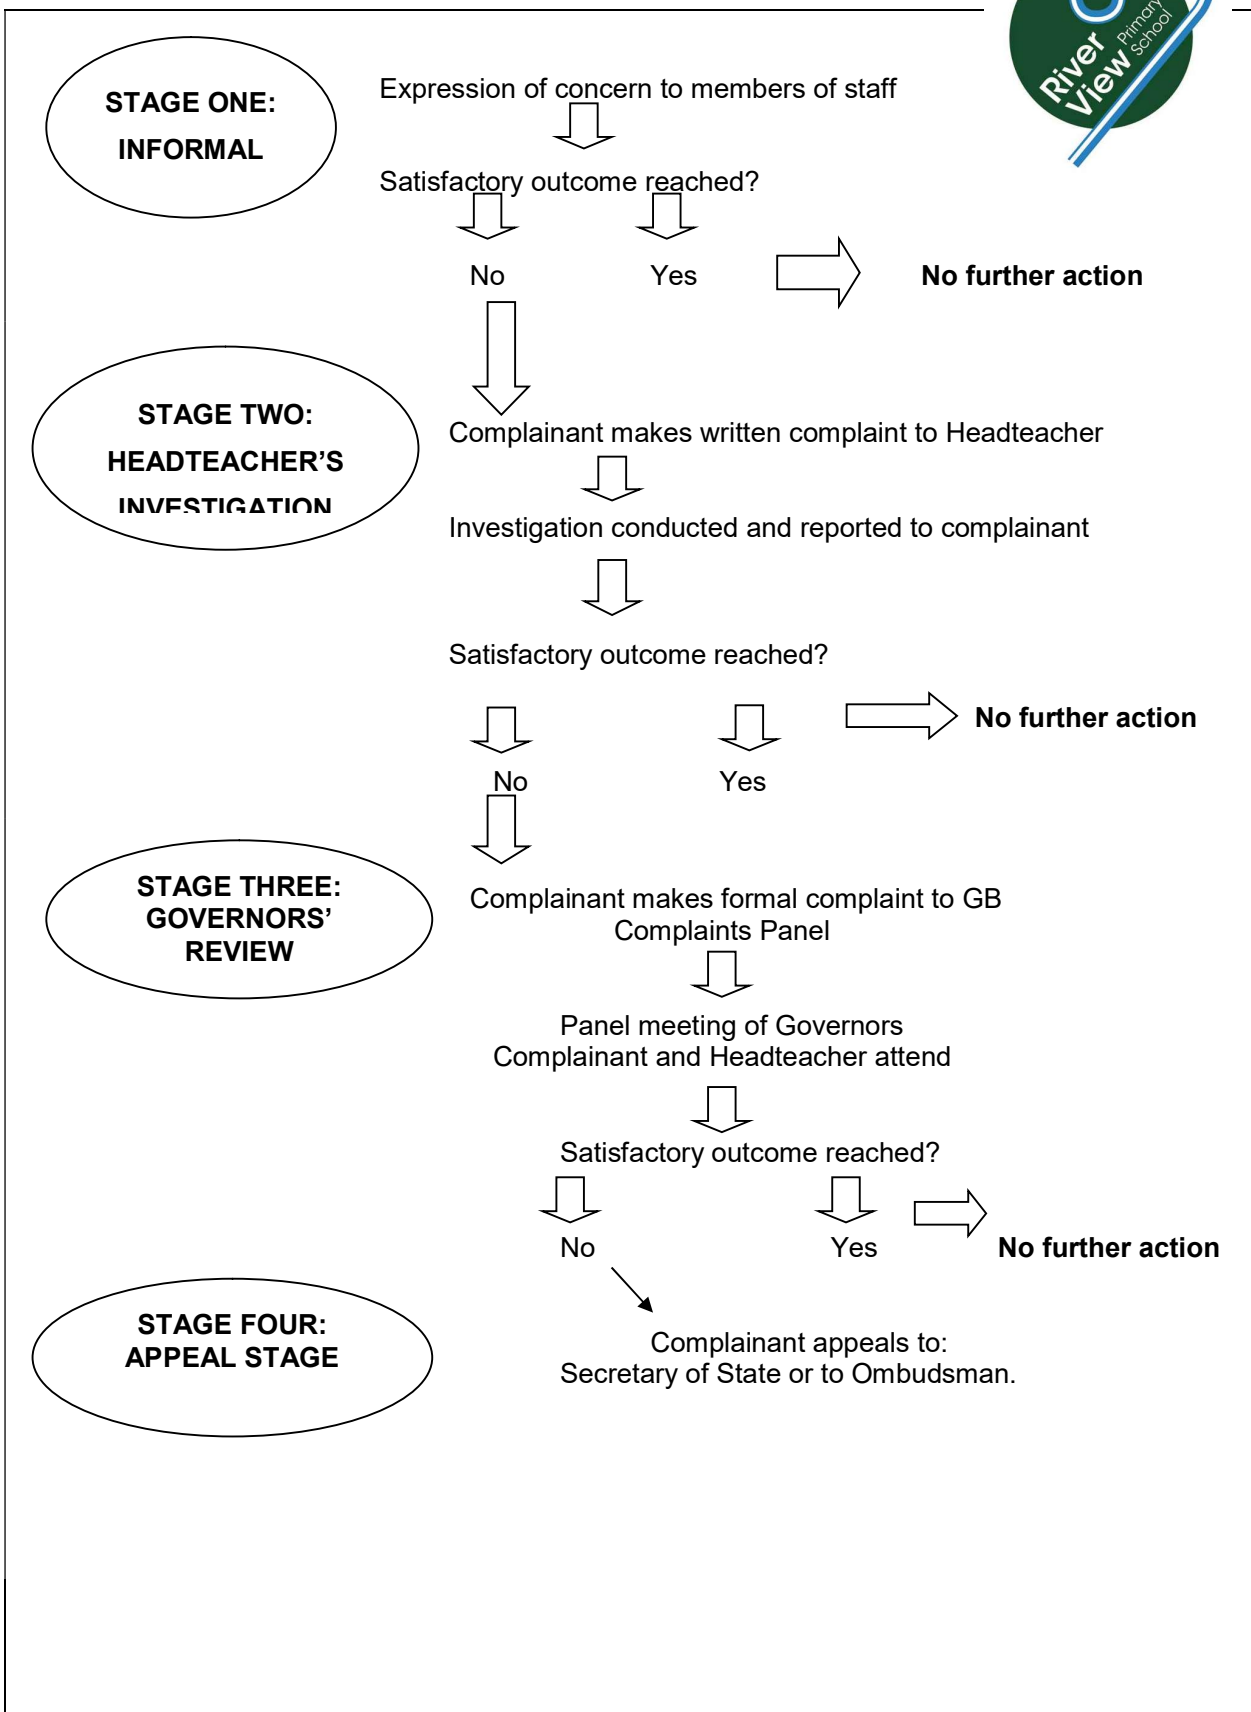 River
View
Primary
School
STAGE ONE:
INFORMAL
Expression of concern to members of staff
Satisfactory outcome reached?
No Yes No further action
STAGE TWO:
HEADTEACHER’S
INVESTIGATION
Complainant makes written complaint to Headteacher
Investigation conducted and reported to complainant
Satisfactory outcome reached?
No further action
No Yes
STAGE THREE:
GOVERNORS’
REVIEW
Complainant makes formal complaint to GB
Complaints Panel
Panel meeting of Governors
Complainant and Headteacher attend
Satisfactory outcome reached?
No Yes No further action
STAGE FOUR:
APPEAL STAGE
Complainant appeals to:
Secretary of State or to Ombudsman.